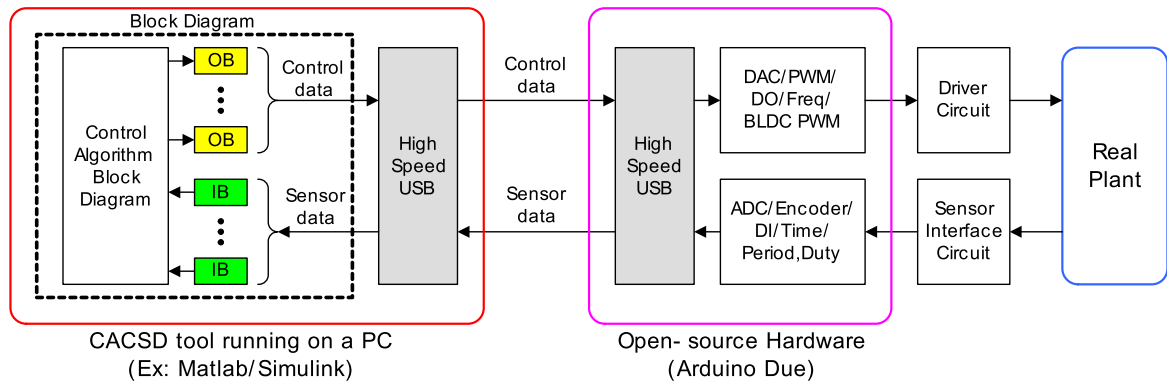 Block Diagram
Control
Algorithm
Block
Diagram
OB
OB
IB
IB
Control
data
Sensor
data
High
Speed
USB
Control
data
Sensor
data
High
Speed
USB
DAC/PWM/
DO/Freq/
BLDC PWM
ADC/Encoder/
DI/Time/
Period,Duty
Driver
Circuit
Sensor
Interface
Circuit
Real
Plant
CACSD tool running on a PC
(Ex: Matlab/Simulink)
Open- source Hardware
(Arduino Due)